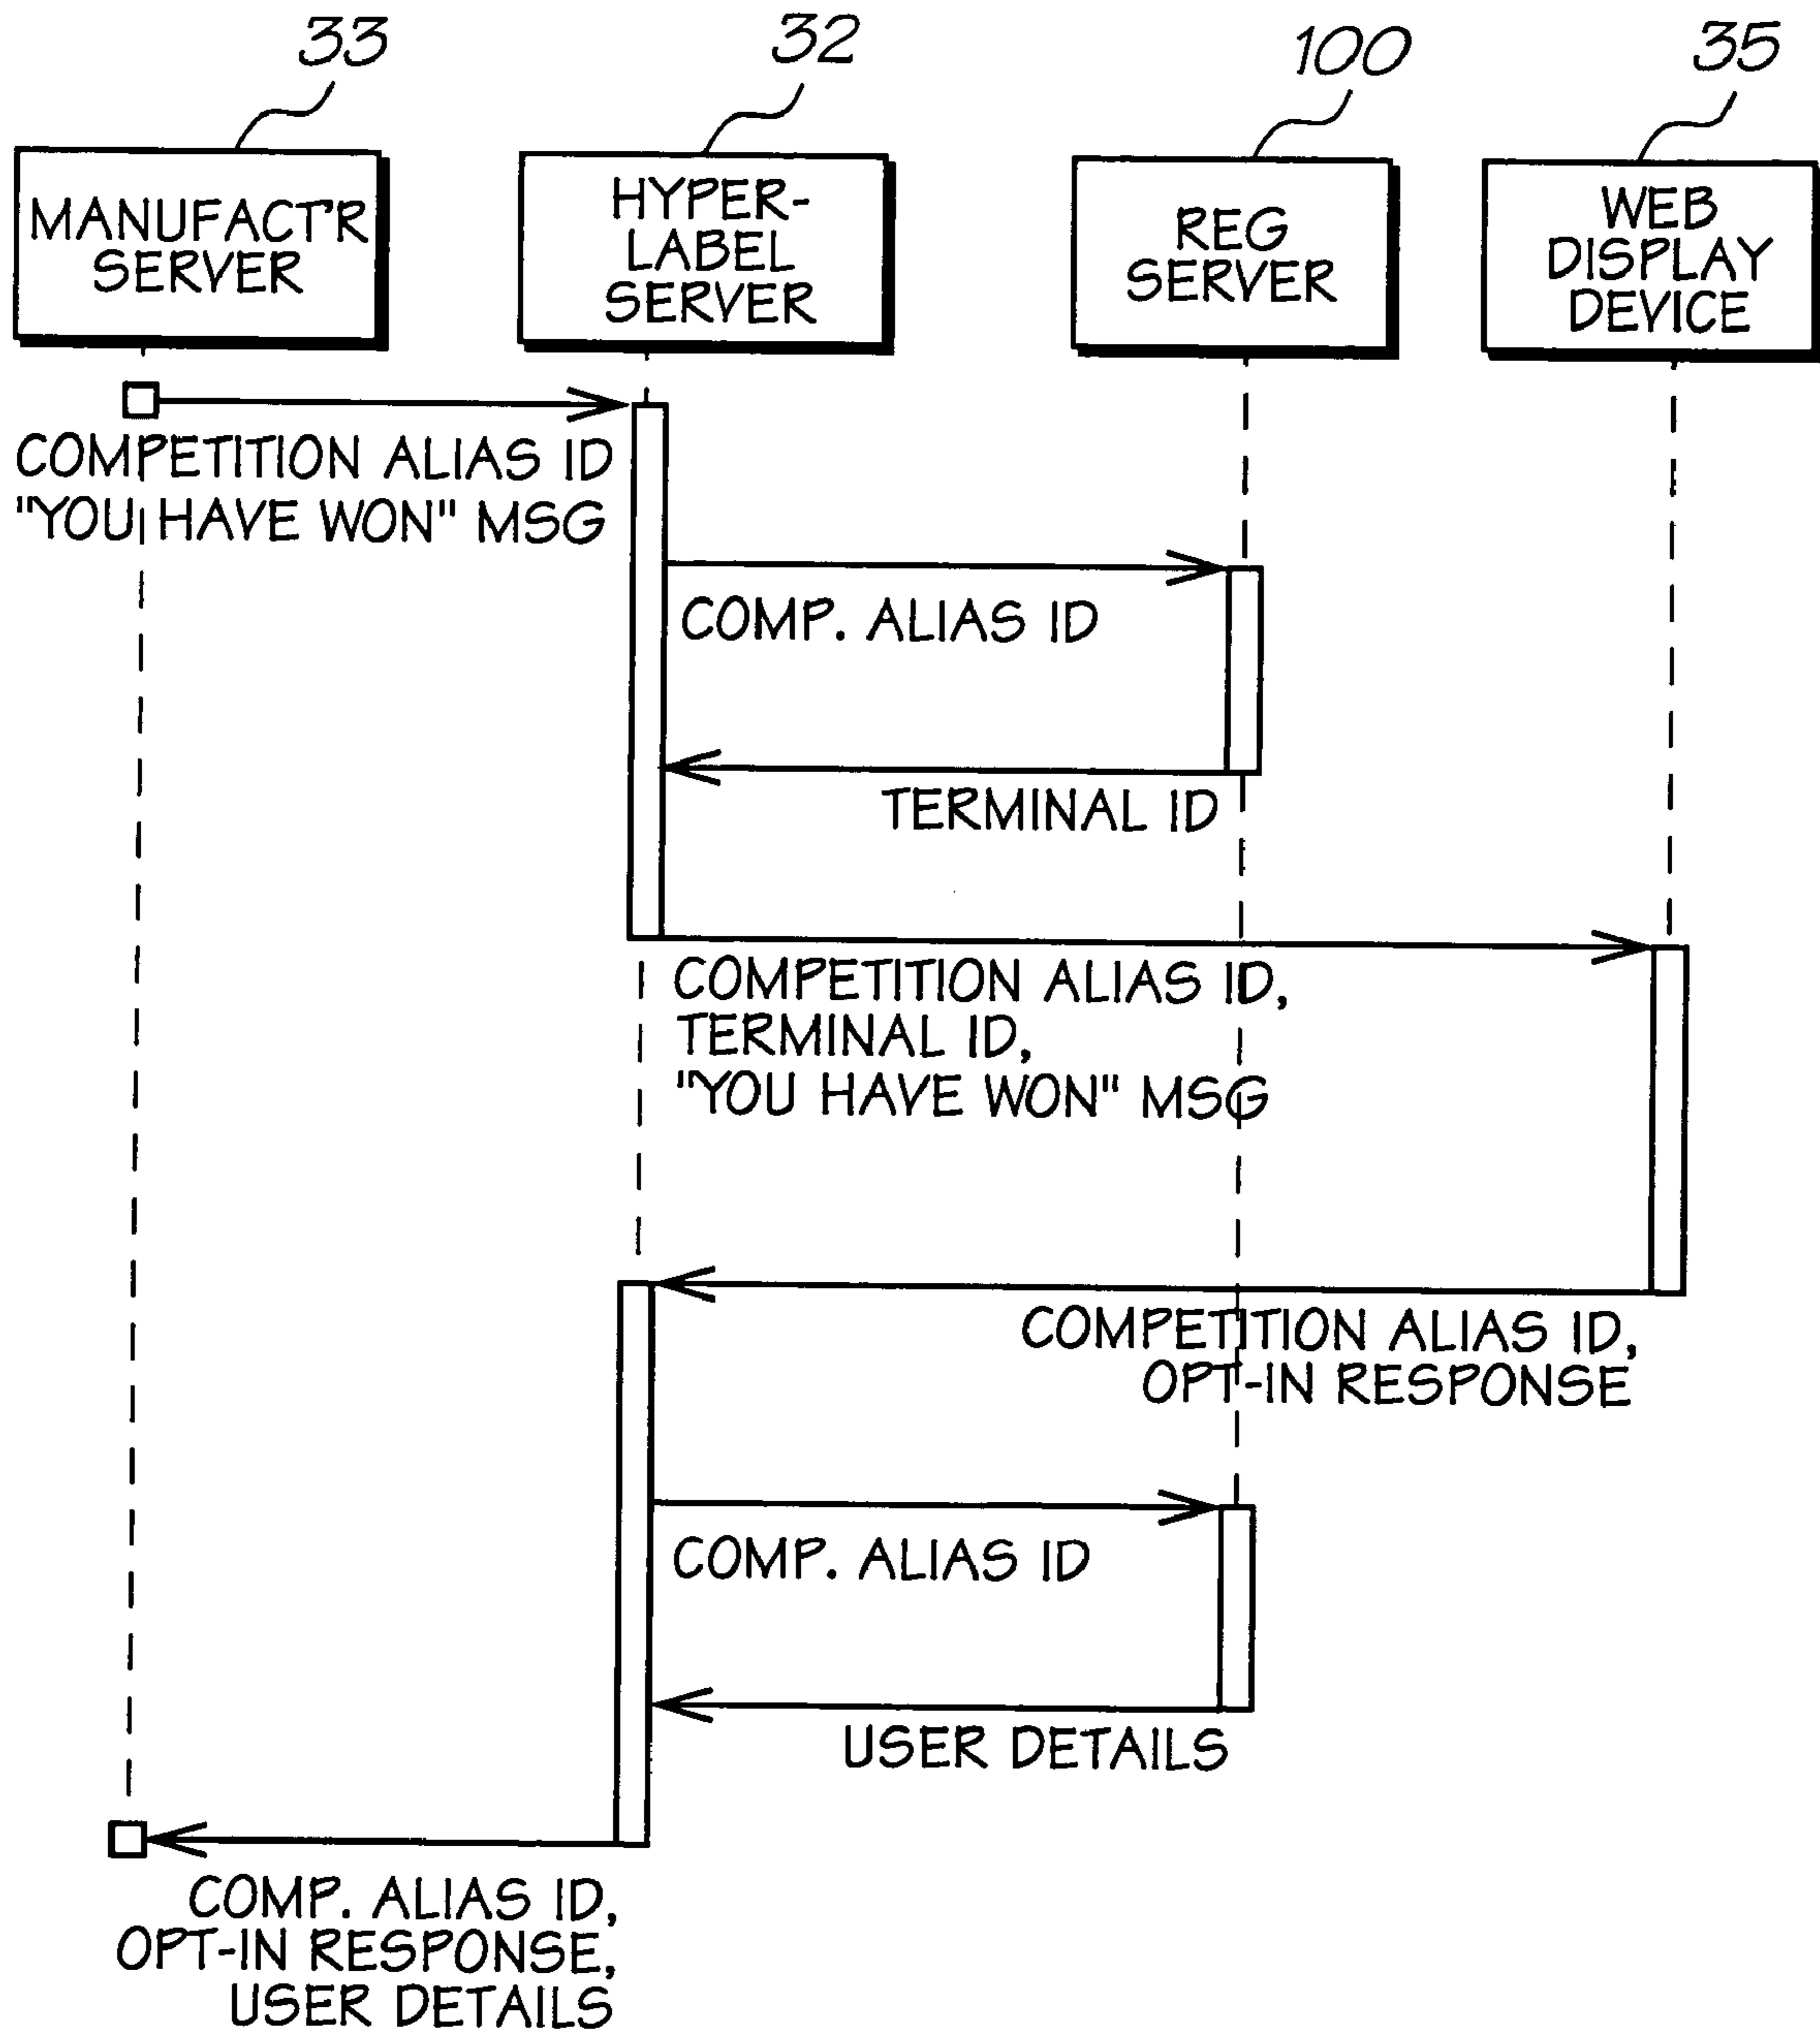 33
32
100
35
MANUFACT'R
SERVER
HYPER-
LABEL
SERVER
REG
SERVER
WEB
DISPLAY
DEVICE
COMPETITION ALIAS ID
"YOU HAVE WON" MSG
COMP. ALIAS ID
TERMINAL ID
COMPETITION ALIAS ID,
TERMINAL ID,
"YOU HAVE WON" MSG
COMPETITION ALIAS ID,
OPT-IN RESPONSE
COMP. ALIAS ID
USER DETAILS
COMP. ALIAS ID,
OPT-IN RESPONSE,
USER DETAILS